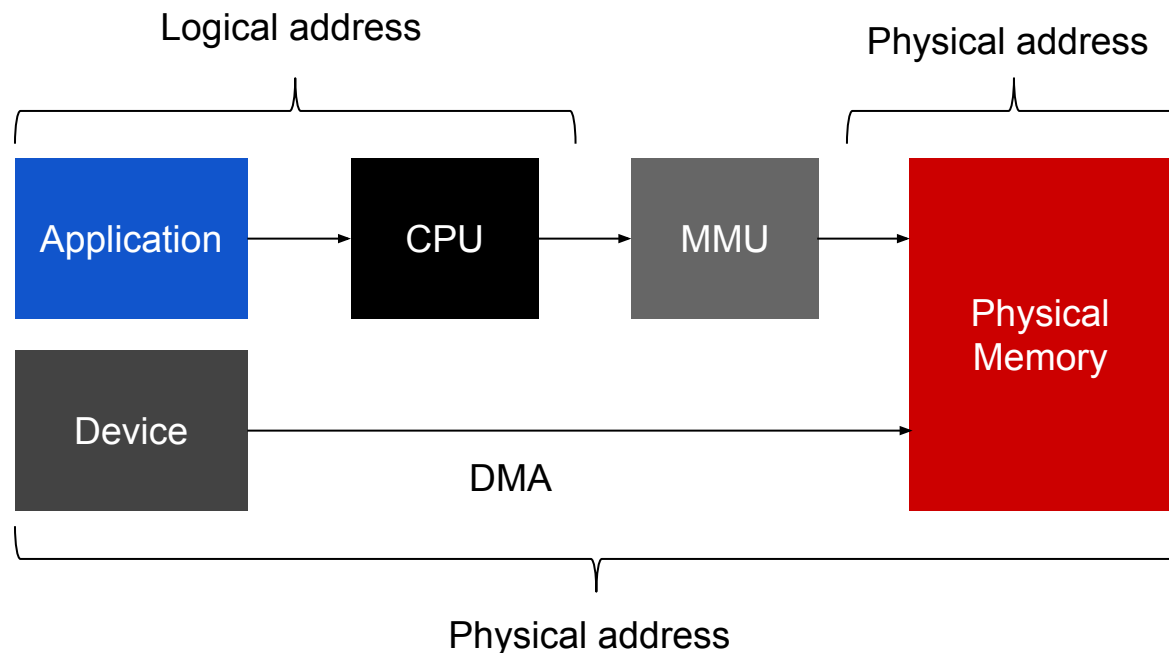 Logical address
Physical address
Application
CPU
MMU
Physical
Memory
Device
DMA
Physical address